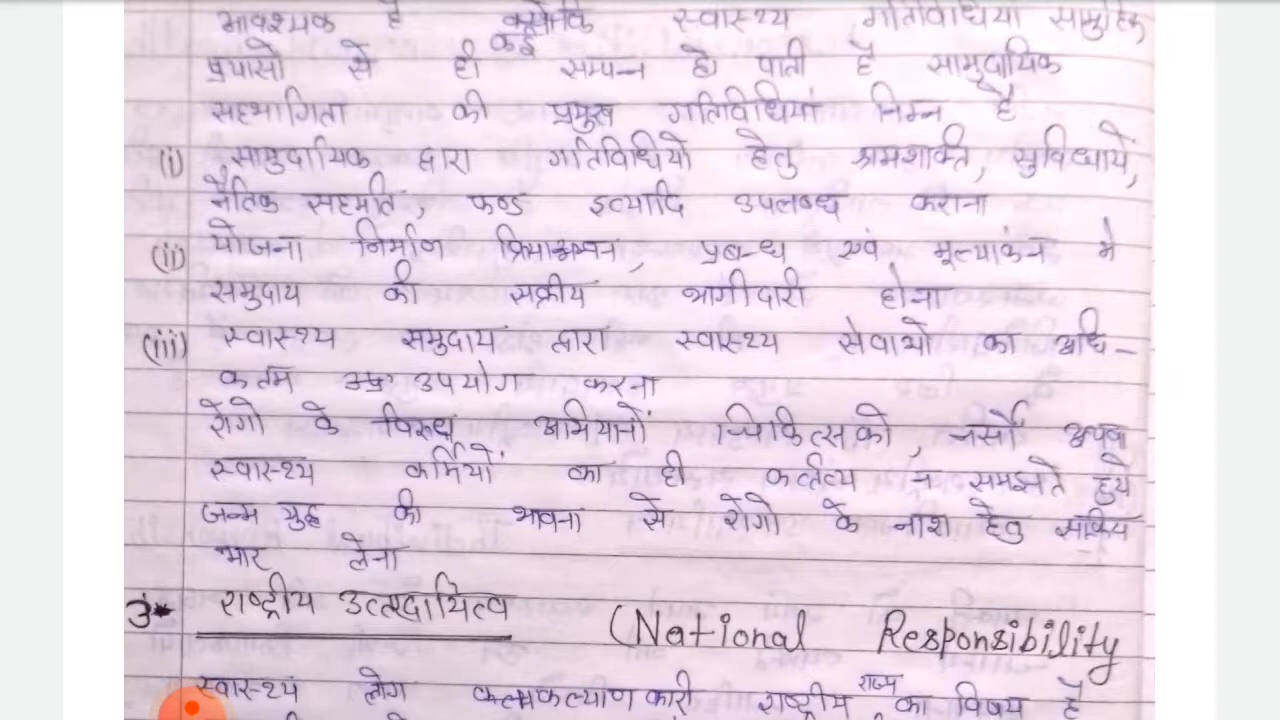 आवश्यक है क्योकि कई स्वास्थ्य गतिविधियाँ सामुहिक
प्रयासो से ही सम्पन्न हो पाती है सामुदायिक
सहभागिता की प्रमुख गतिविधियां निम्न है
(i) सामुदायिक द्वारा गतिविधियो हेतु श्रमशक्ति, सुविधायें,
नैतिक सहमति, फण्ड इत्यादि उपलब्ध कराना
(ii) योजना निर्माण, प्रबन्ध एवं मूल्यांकन मे
समुदाय की सक्रीय भागीदारी होना
(iii) स्वास्थ्य समुदाय द्वारा स्वास्थ्य सेवाओ का अधि-
कतम उपयोग करना
रोगो के विरुध अभियानों चिकित्सको, नर्सो अथवा
स्वास्थ्य कर्मियों का ही कर्तव्य न समझते हुये
जन्म युद्ध की भावना से रोगो के नाश हेतु सक्रिय
भार लेना
3* राष्ट्रीय उत्तरदायित्व (National Responsibility
स्वास्थ्य लोग कल्याणकारी राष्ट्रीय राज्य का विषय है